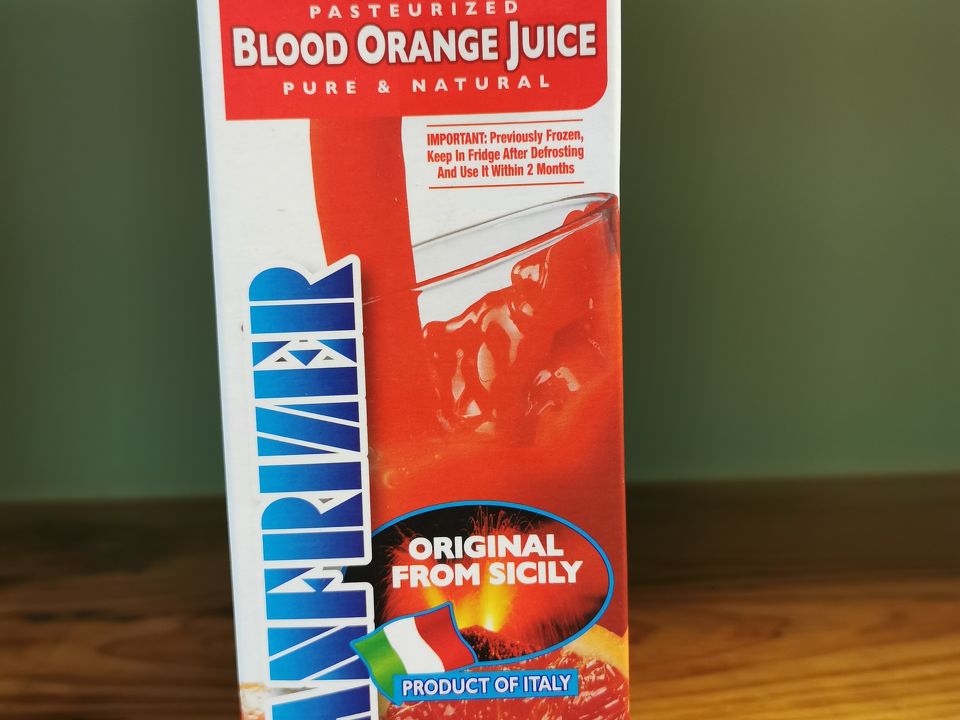 PASTEURIZED
BLOOD ORANGE JUICE
PURE & NATURAL
IMPORTANT: Previously Frozen,
Keep In Fridge After Defrosting
And Use It Within 2 Months
ORIGINAL
FROM SICILY
PRODUCT OF ITALY